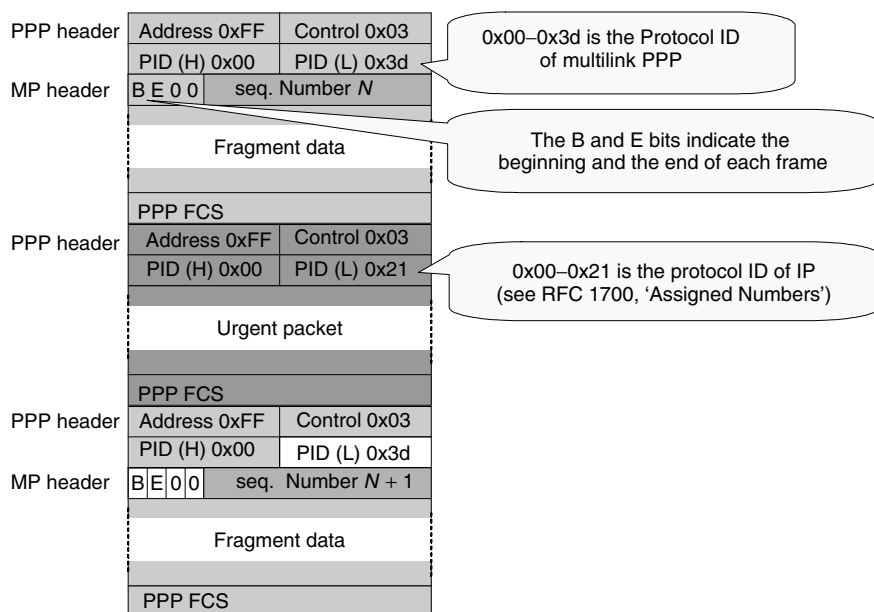 PPP header
Address 0xFF
Control 0x03
PID (H) 0x00
PID (L) 0x3d
0x00–0x3d is the Protocol ID
of multilink PPP
MP header
B E 0 0
seq. Number N
The B and E bits indicate the
beginning and the end of each frame
Fragment data
PPP FCS
PPP header
Address 0xFF
Control 0x03
PID (H) 0x00
PID (L) 0x21
0x00–0x21 is the protocol ID of IP
(see RFC 1700, ‘Assigned Numbers’)
Urgent packet
PPP FCS
PPP header
Address 0xFF
Control 0x03
PID (H) 0x00
PID (L) 0x3d
MP header
B E 0 0
seq. Number N + 1
Fragment data
PPP FCS